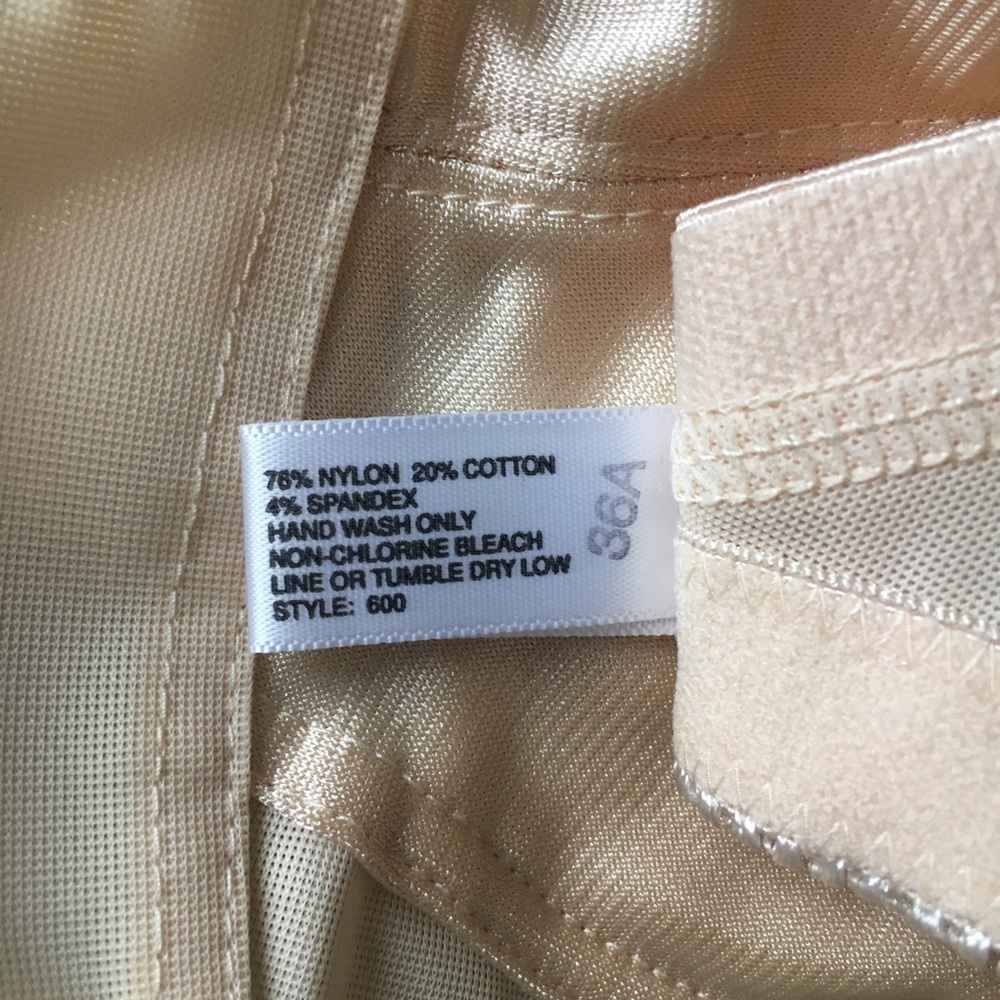 76% NYLON 20% COTTON
4% SPANDEX
HAND WASH ONLY
NON-CHLORINE BLEACH
LINE OR TUMBLE DRY LOW
STYLE: 600
36A